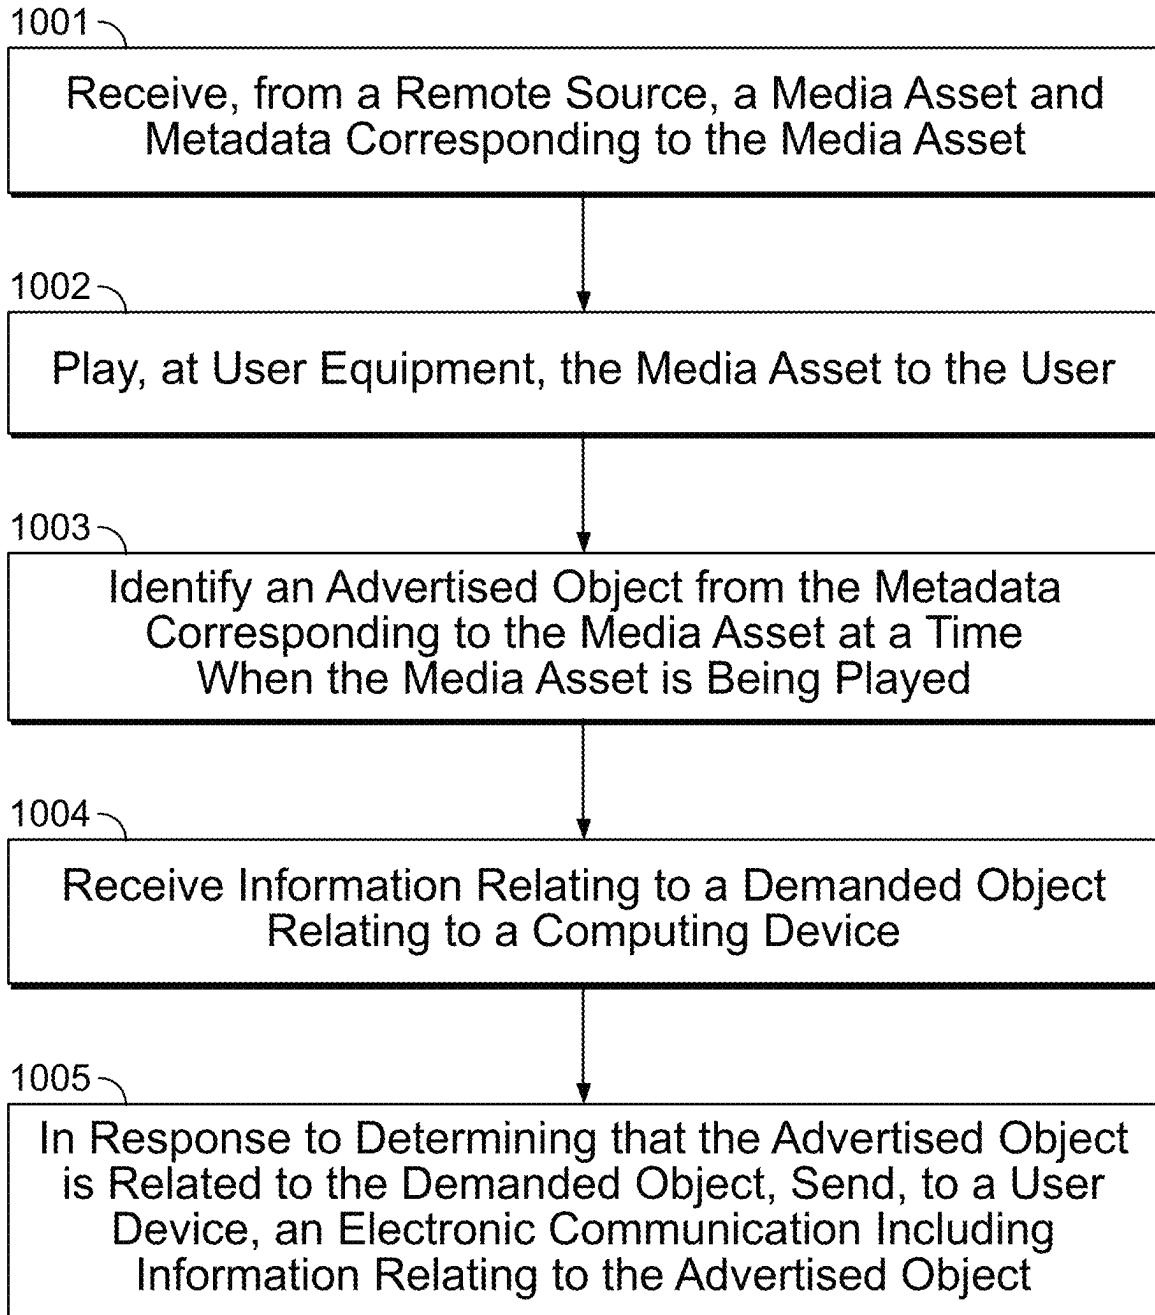 1001
Receive, from a Remote Source, a Media Asset and
Metadata Corresponding to the Media Asset
1002
Play, at User Equipment, the Media Asset to the User
1003
Identify an Advertised Object from the Metadata
Corresponding to the Media Asset at a Time
When the Media Asset is Being Played
1004
Receive Information Relating to a Demanded Object
Relating to a Computing Device
1005
In Response to Determining that the Advertised Object
is Related to the Demanded Object, Send, to a User
Device, an Electronic Communication Including
Information Relating to the Advertised Object